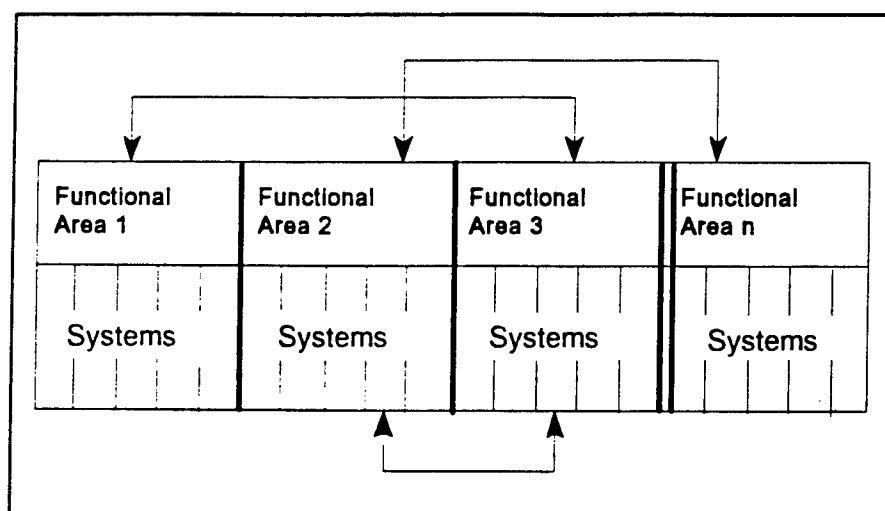 Functional
Area 1
Functional
Area 2
Functional
Area 3
Functional
Area n
Systems
Systems
Systems
Systems